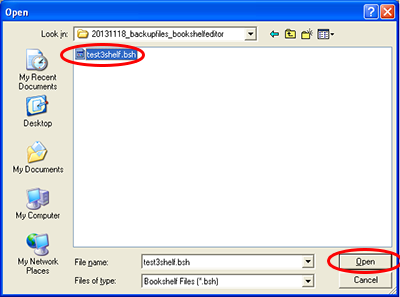 Open
Look in: 20131118_backupfiles_bookshelfeditor
test3shelf.bsh
My Recent
Documents
Desktop
My Documents
My Computer
My Network
Places
File name: test3shelf.bsh Open
Files of type: Bookshelf Files (*.bsh) Cancel